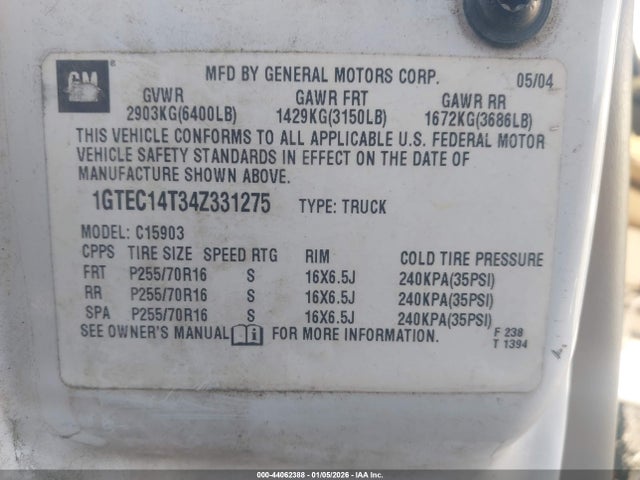 GM ®
MFD BY GENERAL MOTORS CORP. 05/04
GVWR GAWR FRT GAWR RR
2903KG(6400LB) 1429KG(3150LB) 1672KG(3686LB)
THIS VEHICLE CONFORMS TO ALL APPLICABLE U.S. FEDERAL MOTOR
VEHICLE SAFETY STANDARDS IN EFFECT ON THE DATE OF
MANUFACTURE SHOWN ABOVE.
1GTEC14T34Z331275 TYPE: TRUCK
MODEL: C15903
CPPS TIRE SIZE SPEED RTG RIM COLD TIRE PRESSURE
FRT P255/70R16 S 16X6.5J 240KPA(35PSI)
RR P255/70R16 S 16X6.5J 240KPA(35PSI)
SPA P255/70R16 S 16X6.5J 240KPA(35PSI)
SEE OWNER'S MANUAL i FOR MORE INFORMATION.
F 238
T 1394
000-44062388 - 01/05/2026 - IAA Inc.